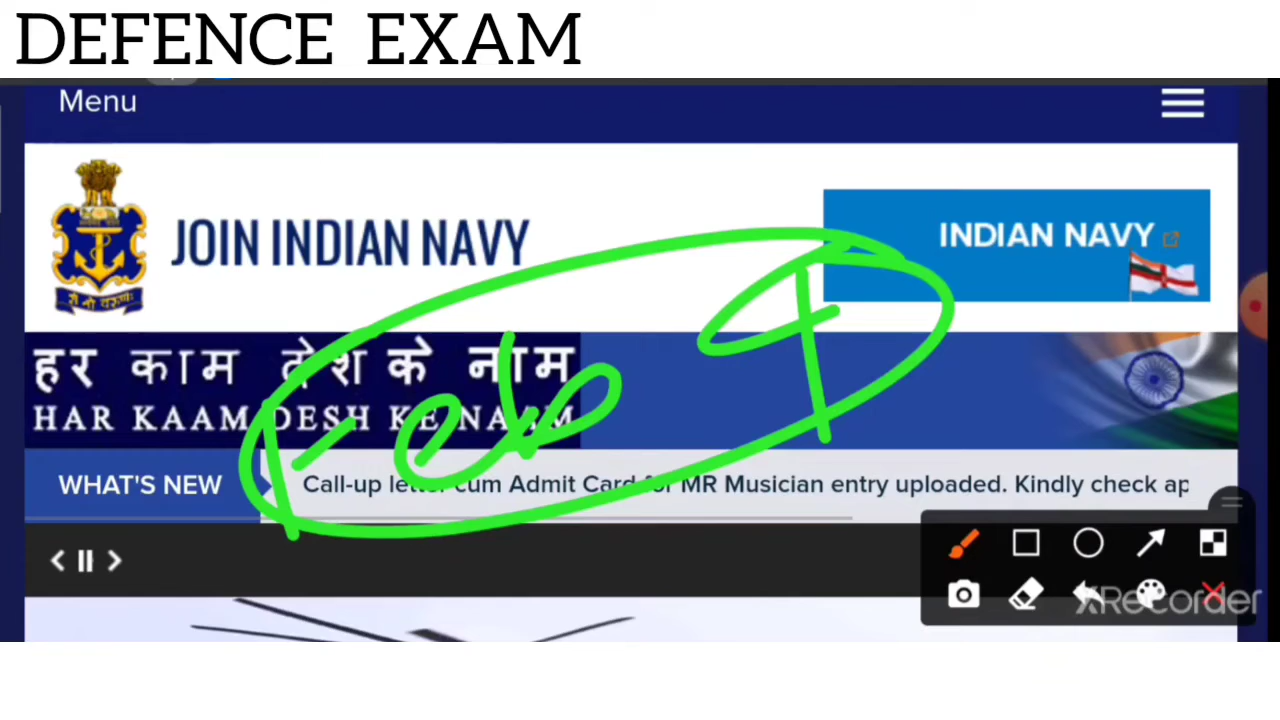 DEFENCE EXAM
Menu
JOIN INDIAN NAVY
INDIAN NAVY
हर काम देश के नाम
HAR KAAM DESH KE NAAM
Feb
WHAT'S NEW
Call-up letter cum Admit Card for MR Musician entry uploaded. Kindly check ap
XRecorder